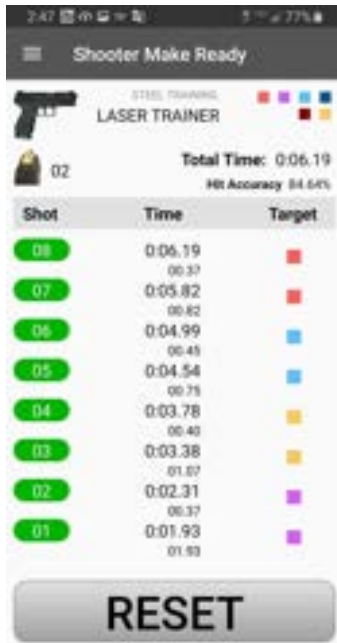 2:47 77%
Shooter Make Ready
STEEL TRAINING
LASER TRAINER
02
Total Time: 0:06.19
Hit Accuracy 84.64%
Shot Time Target
08 0:06.19
00.37
07 0:05.82
00.82
06 0:04.99
00.45
05 0:04.54
00.75
04 0:03.78
00.40
03 0:03.38
01.07
02 0:02.31
00.37
01 0:01.93
01.93
RESET